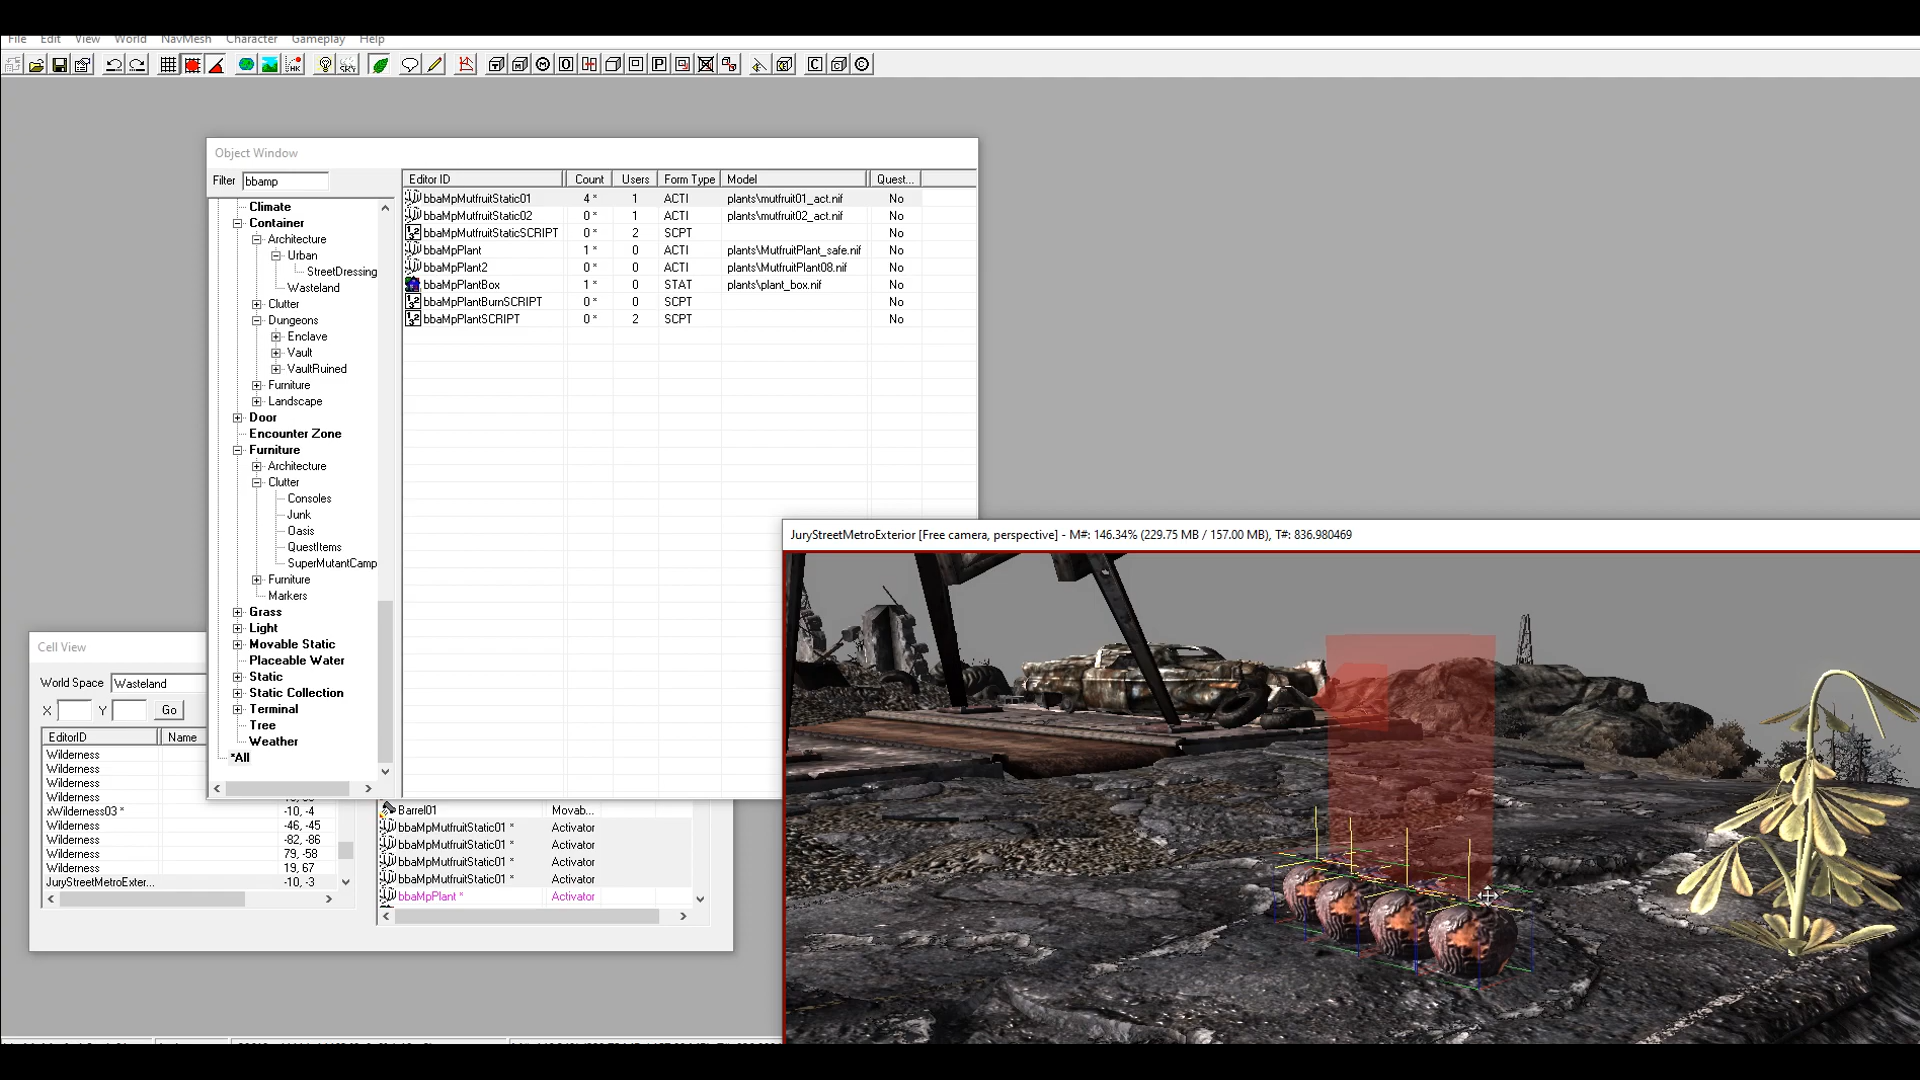 File Edit View World NavMesh Character Gameplay Help
Object Window
Filter bbamp
Editor ID Count Users Form Type Model Quest...
bbaMpMutfruitStatic01 4 * 1 ACTI plants\mutfruit01_act.nif No
bbaMpMutfruitStatic02 0 * 1 ACTI plants\mutfruit02_act.nif No
bbaMpMutfruitStaticSCRIPT 0 * 2 SCPT No
bbaMpPlant 1 * 0 ACTI plants\MutfruitPlant_safe.nif No
bbaMpPlant2 0 * 0 ACTI plants\MutfruitPlant08.nif No
bbaMpPlantBox 1 * 0 STAT plants\plant_box.nif No
bbaMpPlantBurnSCRIPT 0 * 0 SCPT No
bbaMpPlantSCRIPT 0 * 2 SCPT No
Climate
Container
Architecture
Urban
StreetDressing
Wasteland
Clutter
Dungeons
Enclave
Vault
VaultRuined
Furniture
Landscape
Door
Encounter Zone
Furniture
Architecture
Clutter
Consoles
Junk
Oasis
QuestItems
SuperMutantCamp
Furniture
Markers
Grass
Light
Movable Static
Placeable Water
Static
Static Collection
Terminal
Tree
Weather
*All
JuryStreetMetroExterior [Free camera, perspective] - M#: 146.34% (229.75 MB / 157.00 MB), T#: 836.980469
Cell View
World Space Wasteland
X Y Go
EditorID Name
Wilderness
Wilderness
Wilderness
Wilderness
xWilderness03 * -10, -4
Wilderness -46, -45
Wilderness -82, -86
Wilderness 79, -58
Wilderness 19, 67
JuryStreetMetroExter... -10, -3
Barrel01 Movab...
bbaMpMutfruitStatic01 * Activator
bbaMpMutfruitStatic01 * Activator
bbaMpMutfruitStatic01 * Activator
bbaMpMutfruitStatic01 * Activator
bbaMpPlant * Activator